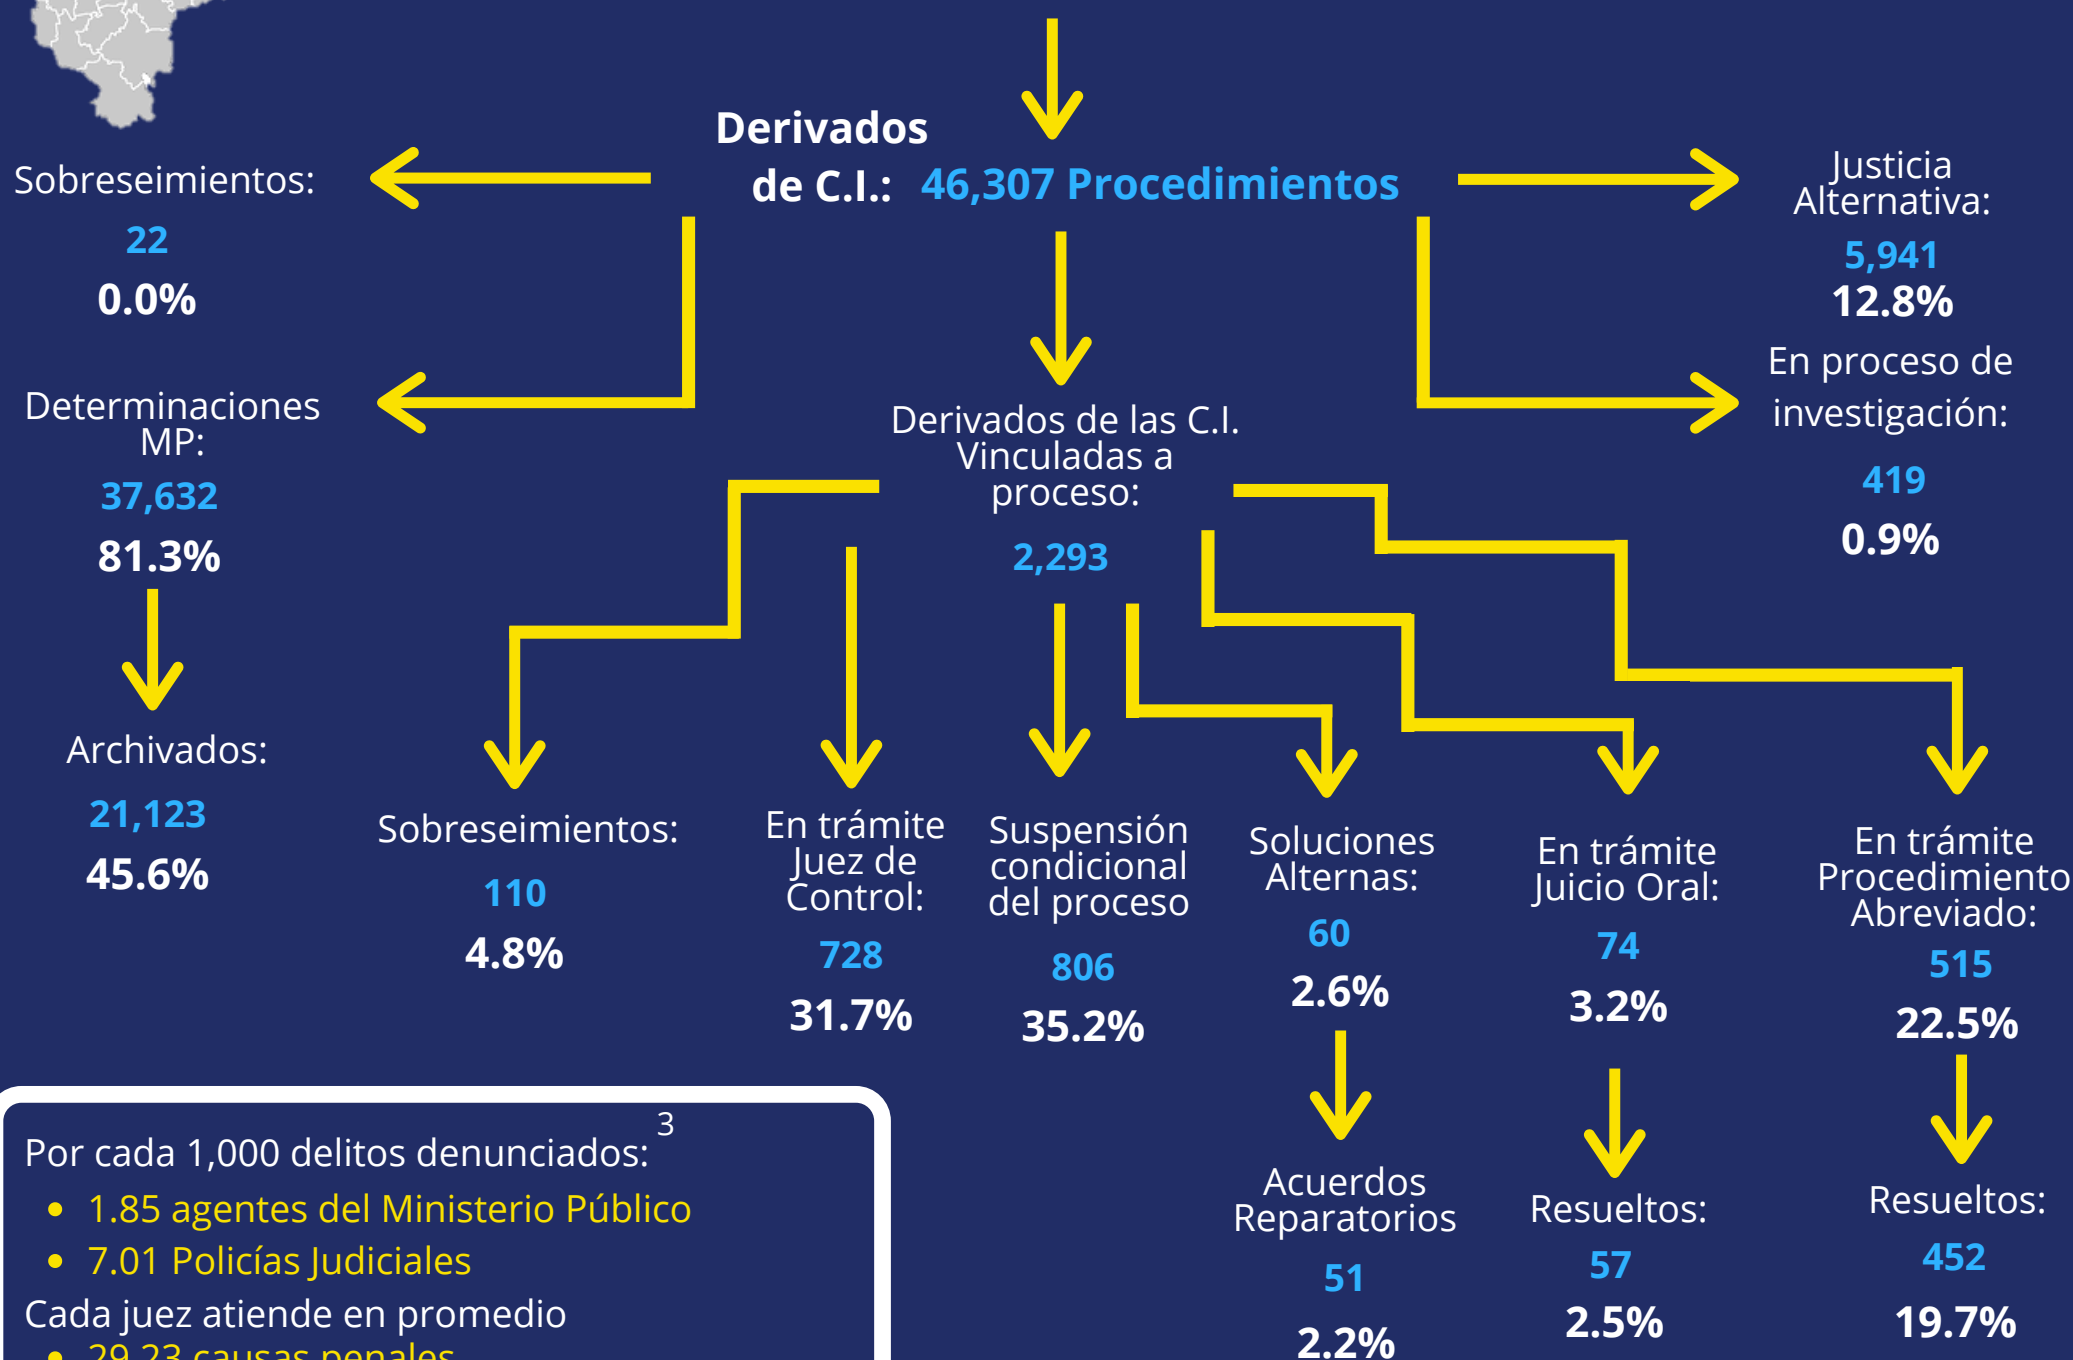 Derivados
de C.I.: 46,307 Procedimientos
Sobreseimientos:
22
0.0%
Justicia
Alternativa:
5,941
12.8%
Determinaciones
MP:
37,632
81.3%
Derivados de las C.I.
Vinculadas a
proceso:
2,293
En proceso de
investigación:
419
0.9%
Archivados:
21,123
45.6%
Sobreseimientos:
110
4.8%
En trámite
Juez de
Control:
728
31.7%
Suspensión
condicional
del proceso
806
35.2%
Soluciones
Alternas:
60
2.6%
En trámite
Juicio Oral:
74
3.2%
En trámite
Procedimiento
Abreviado:
515
22.5%
Acuerdos
Reparatorios
51
2.2%
Resueltos:
57
2.5%
Resueltos:
452
19.7%
Por cada 1,000 delitos denunciados: 3
• 1.85 agentes del Ministerio Público
• 7.01 Policías Judiciales
Cada juez atiende en promedio
• 29.23 causas penales